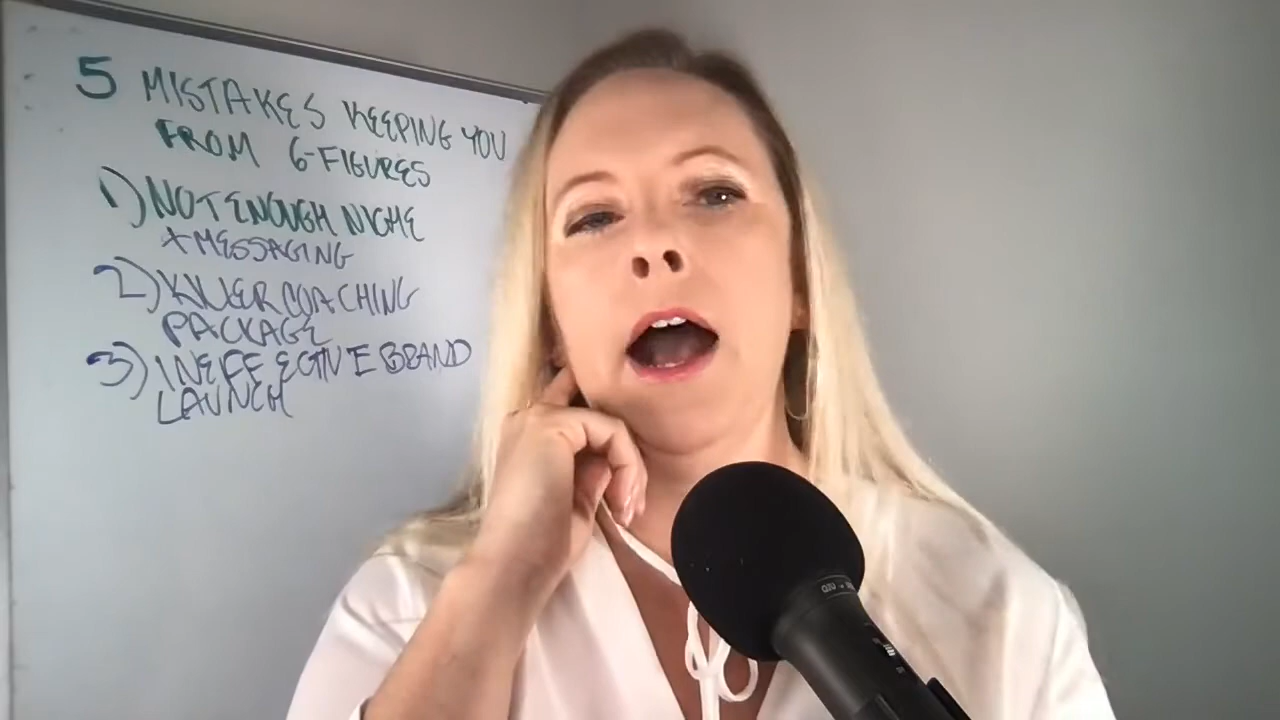 5 MISTAKES KEEPING YOU
FROM 6-FIGURES
1) NOT ENOUGH NICHE
+ MESSAGING
2) KILLER COACHING
PACKAGE
3) INEFFECTIVE BRAND
LAUNCH